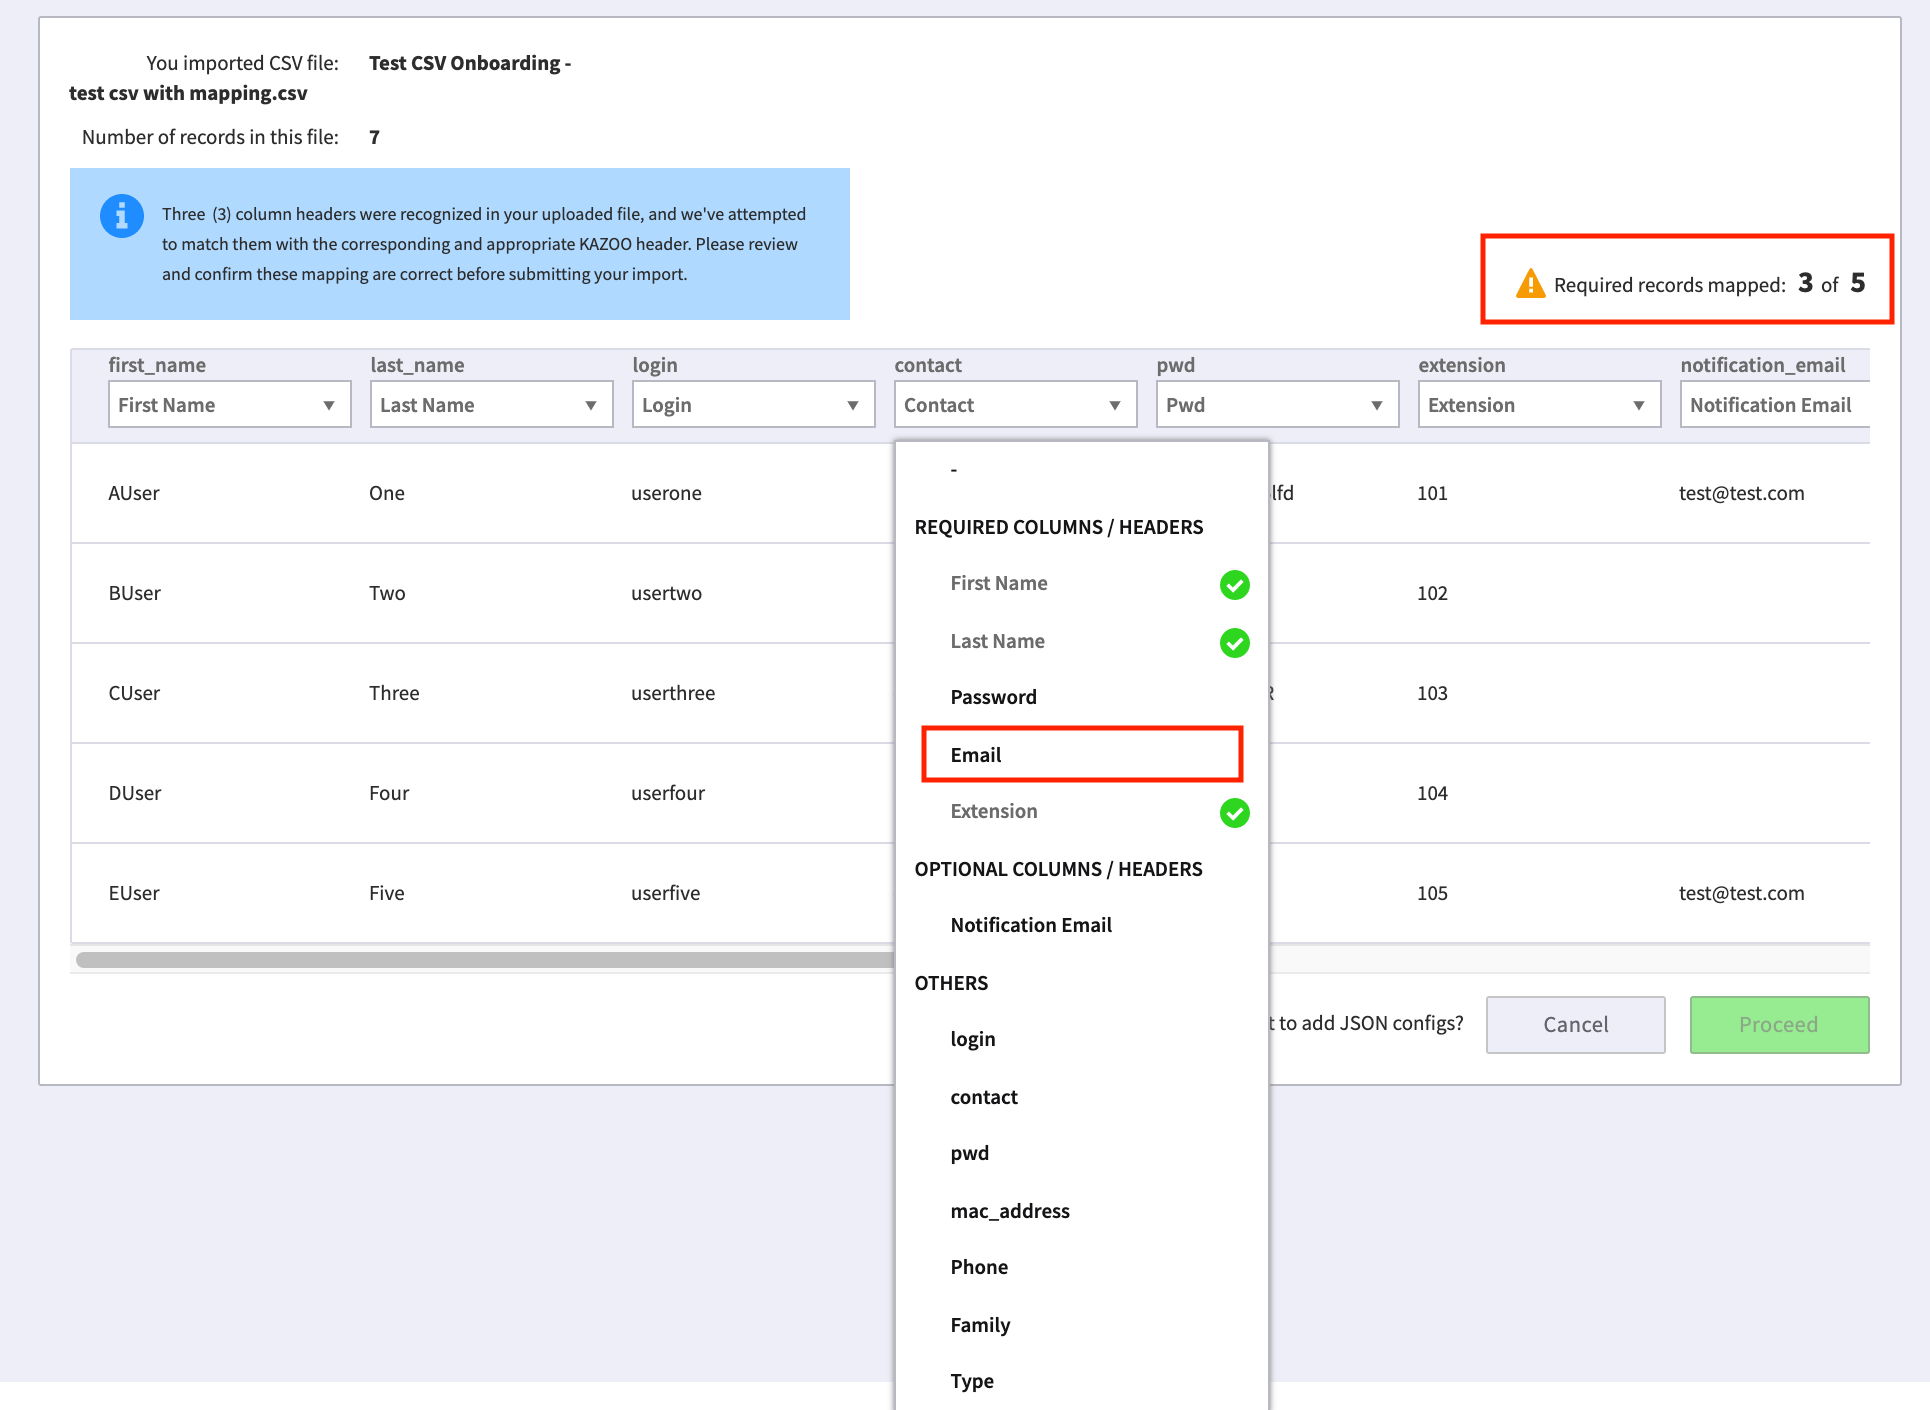 You imported CSV file: Test CSV Onboarding -
test csv with mapping.csv
Number of records in this file: 7
Three (3) column headers were recognized in your uploaded file, and we've attempted
to match them with the corresponding and appropriate KAZOO header. Please review
and confirm these mapping are correct before submitting your import.
Required records mapped: 3 of 5
first_name last_name login contact pwd extension notification_email
First Name Last Name Login Contact Pwd Extension Notification Email
AUser One userone lfd 101 test@test.com
BUser Two usertwo 102
CUser Three userthree 103
DUser Four userfour 104
EUser Five userfive 105 test@test.com
-
REQUIRED COLUMNS / HEADERS
First Name
Last Name
Password
Email
Extension
OPTIONAL COLUMNS / HEADERS
Notification Email
OTHERS
login
contact
pwd
mac_address
Phone
Family
Type
t to add JSON configs? Cancel Proceed